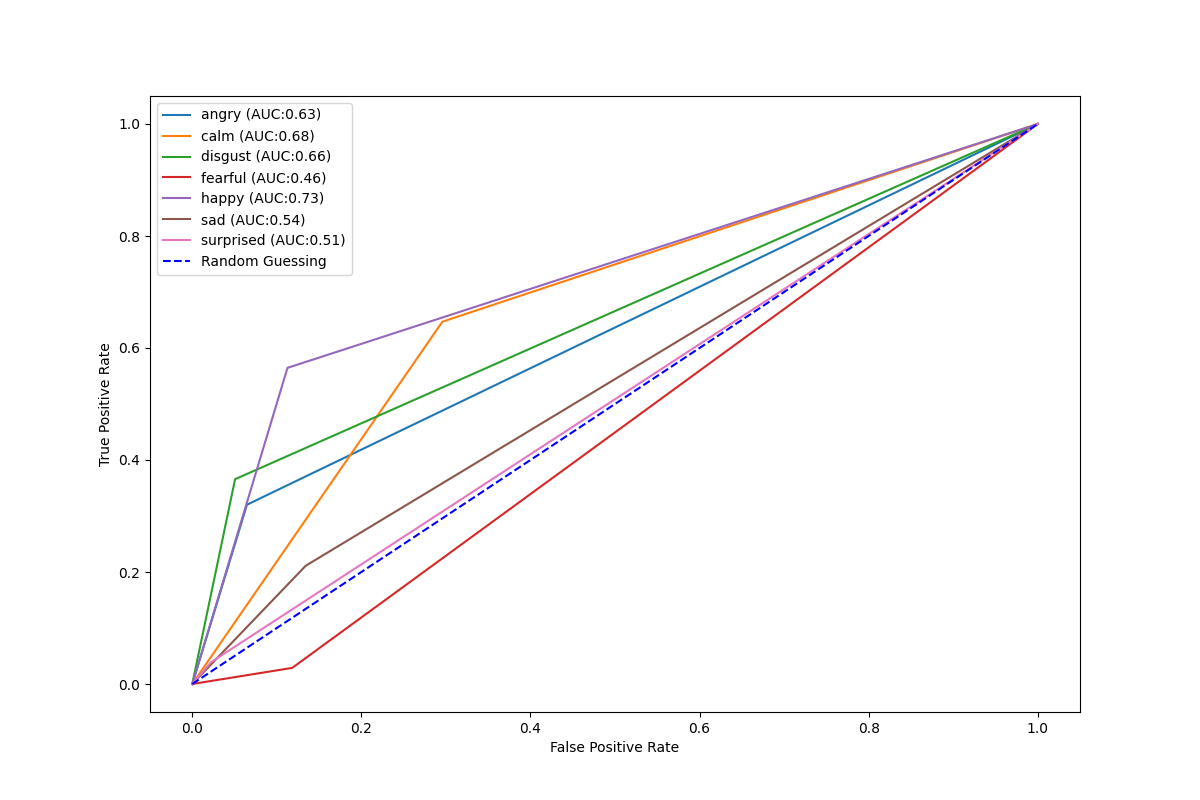 angry (AUC:0.63)
calm (AUC:0.68)
disgust (AUC:0.66)
fearful (AUC:0.46)
happy (AUC:0.73)
sad (AUC:0.54)
surprised (AUC:0.51)
Random Guessing
1.0
0.8
0.6
0.4
0.2
0.0
True Positive Rate
0.0 0.2 0.4 0.6 0.8 1.0
False Positive Rate